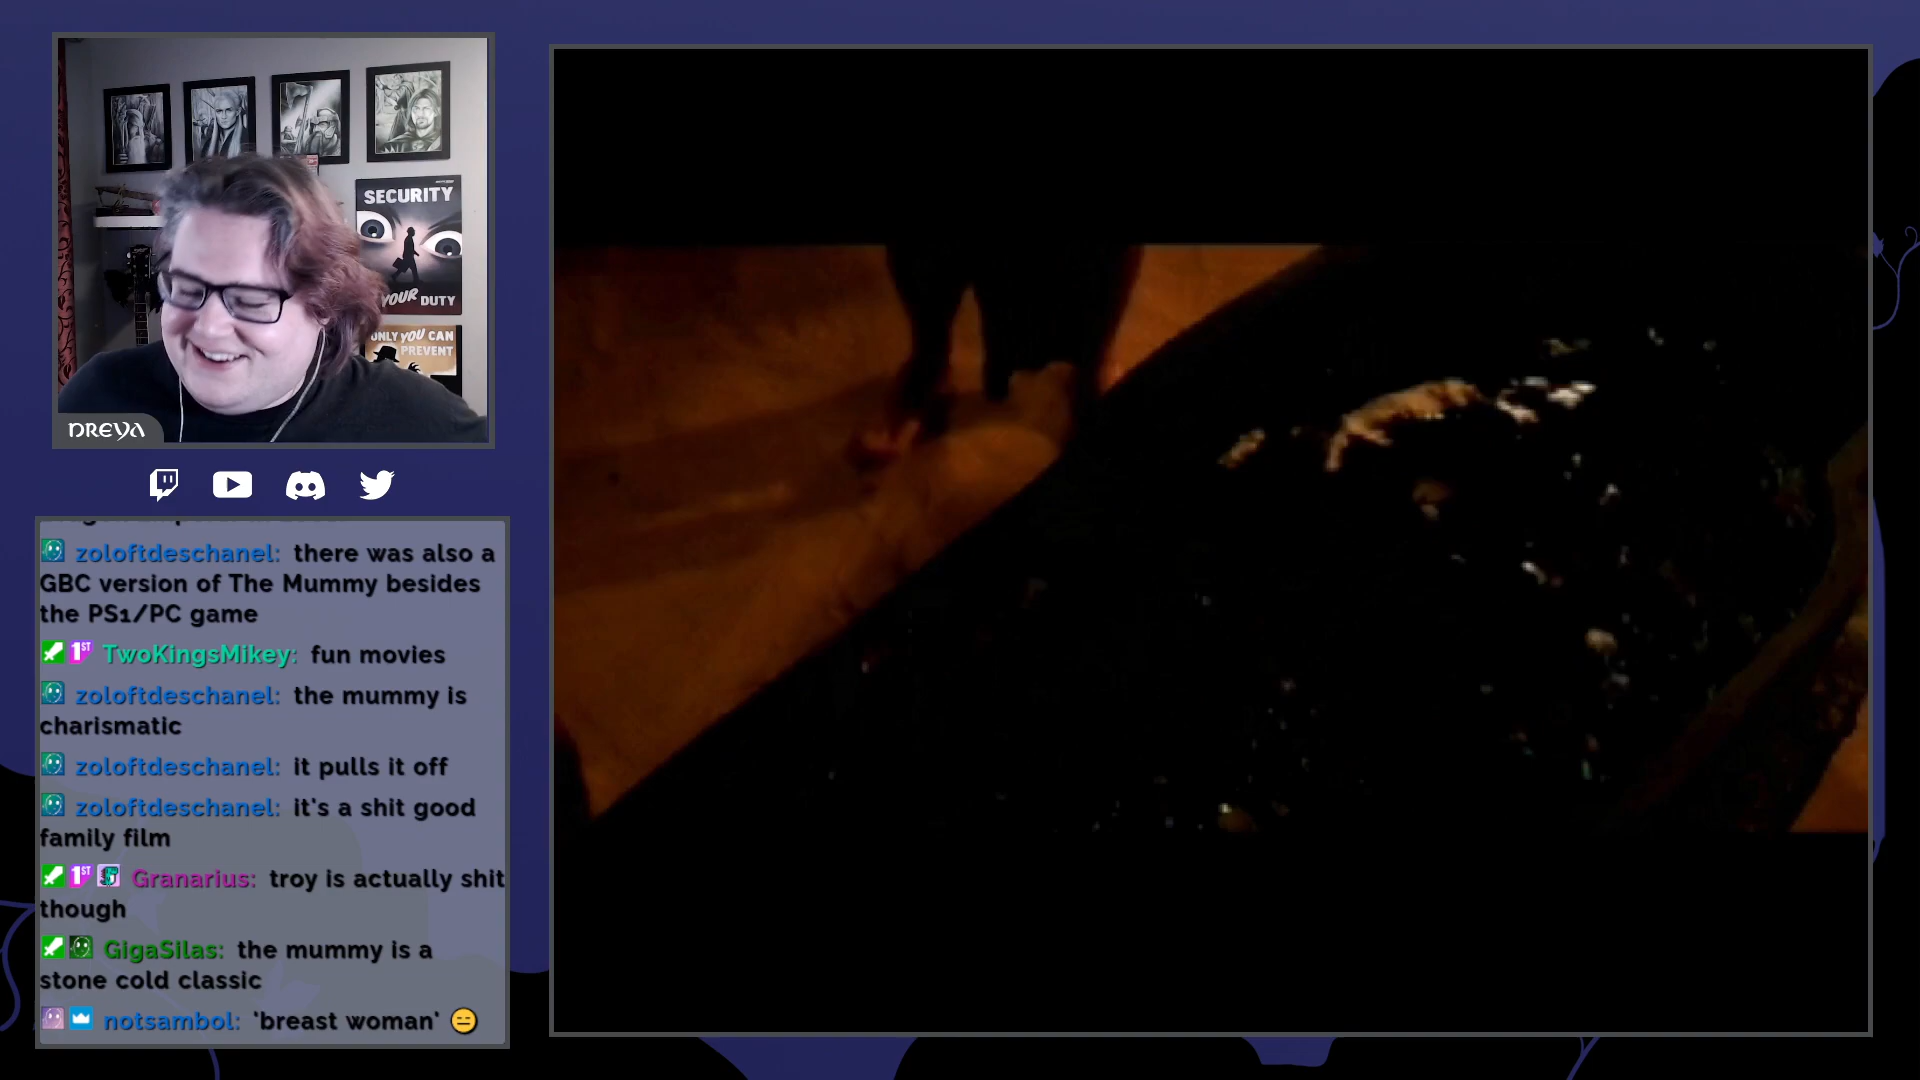 SECURITY
YOUR DUTY
ONLY YOU CAN
PREVENT
DREYA
zoloftdeschanel: there was also a
GBC version of The Mummy besides
the PS1/PC game
1ST TwoKingsMikey: fun movies
zoloftdeschanel: the mummy is
charismatic
zoloftdeschanel: it pulls it off
zoloftdeschanel: it's a shit good
family film
1ST Granarius: troy is actually shit
though
GigaSilas: the mummy is a
stone cold classic
notsambol: 'breast woman' 😑